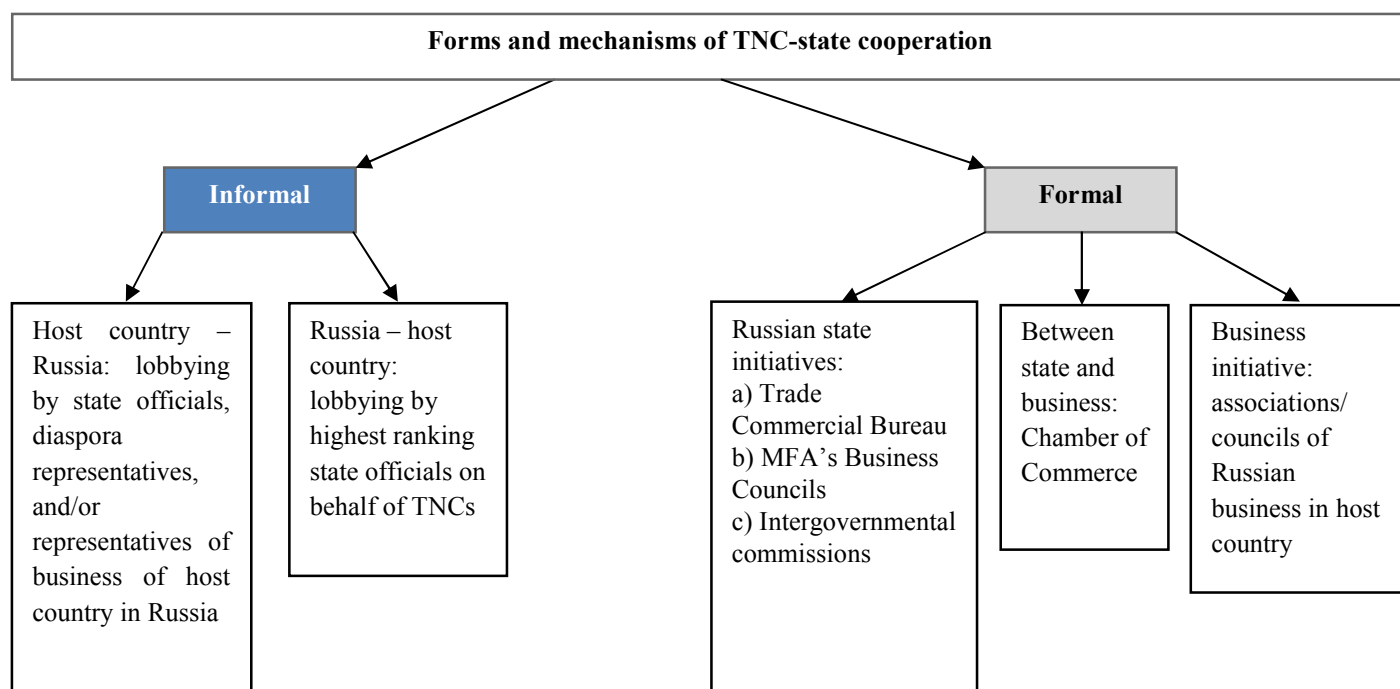 Forms and mechanisms of TNC-state cooperation
Informal
Formal
Host country –
Russia: lobbying
by state officials,
diaspora
representatives,
and/or
representatives of
business of host
country in Russia
Russia – host
country:
lobbying by
highest ranking
state officials on
behalf of TNCs
Russian state
initiatives:
a) Trade
Commercial Bureau
b) MFA’s Business
Councils
c) Intergovernmental
commissions
Between
state and
business:
Chamber of
Commerce
Business
initiative:
associations/
councils of
Russian
business in host
country